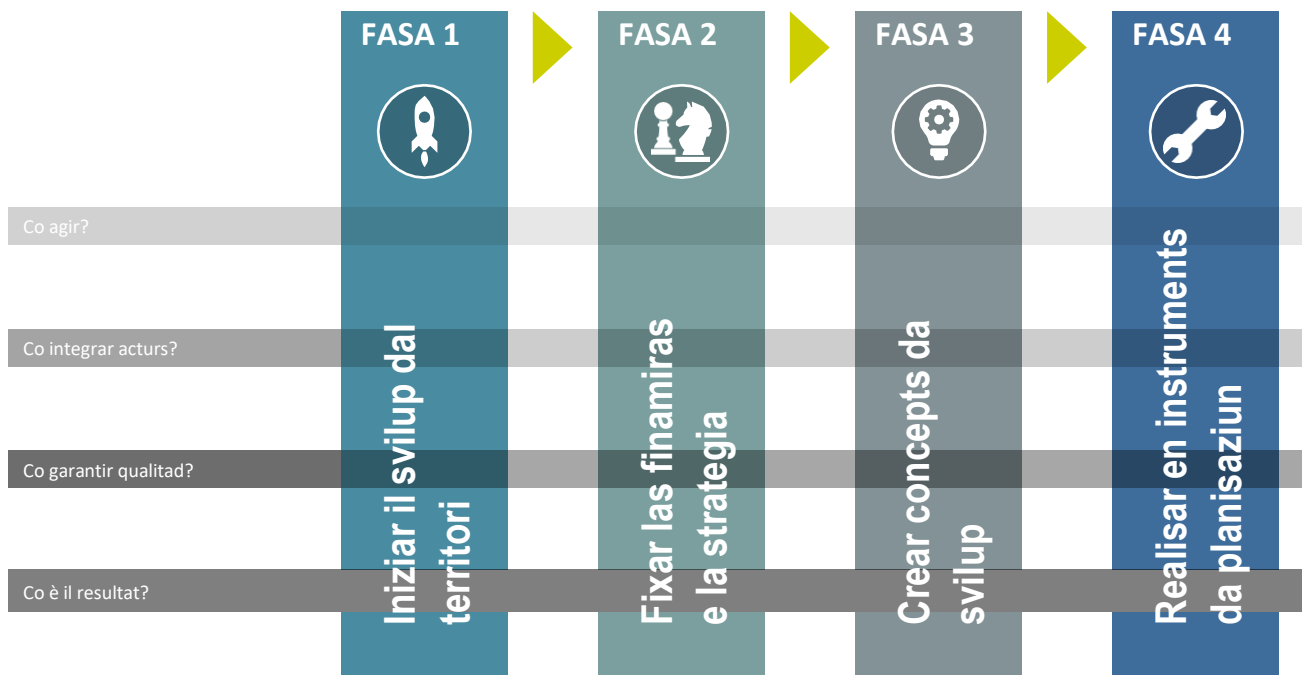 FASA 1
FASA 2
FASA 3
FASA 4
Co agir?
Co integrar acturs?
Co garantir qualitad?
Co è il resultat?
Iniziar il svilup dal
territori
Fixar las finamiras
e la strategia
Crear concepts da
svilup
Realisar en instruments
da planisaziun